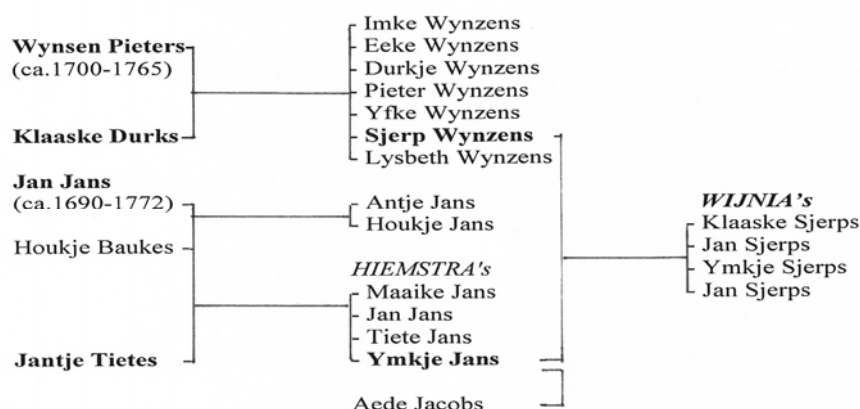 Wynsen Pieters
(ca.1700-1765)
Klaaske Durks
Jan Jans
(ca.1690-1772)
Houkje Baukes
Jantje Tietes
Imke Wynzens
Eeke Wynzens
Durkje Wynzens
Pieter Wynzens
Yfke Wynzens
Sjerp Wynzens
Lysbeth Wynzens
Antje Jans
Houkje Jans
HIEMSTRA's
Maaike Jans
Jan Jans
Tiete Jans
Ymkje Jans
Aede Jacobs
WIJNIA's
Klaaske Sjerps
Jan Sjerps
Ymkje Sjerps
Jan Sjerps